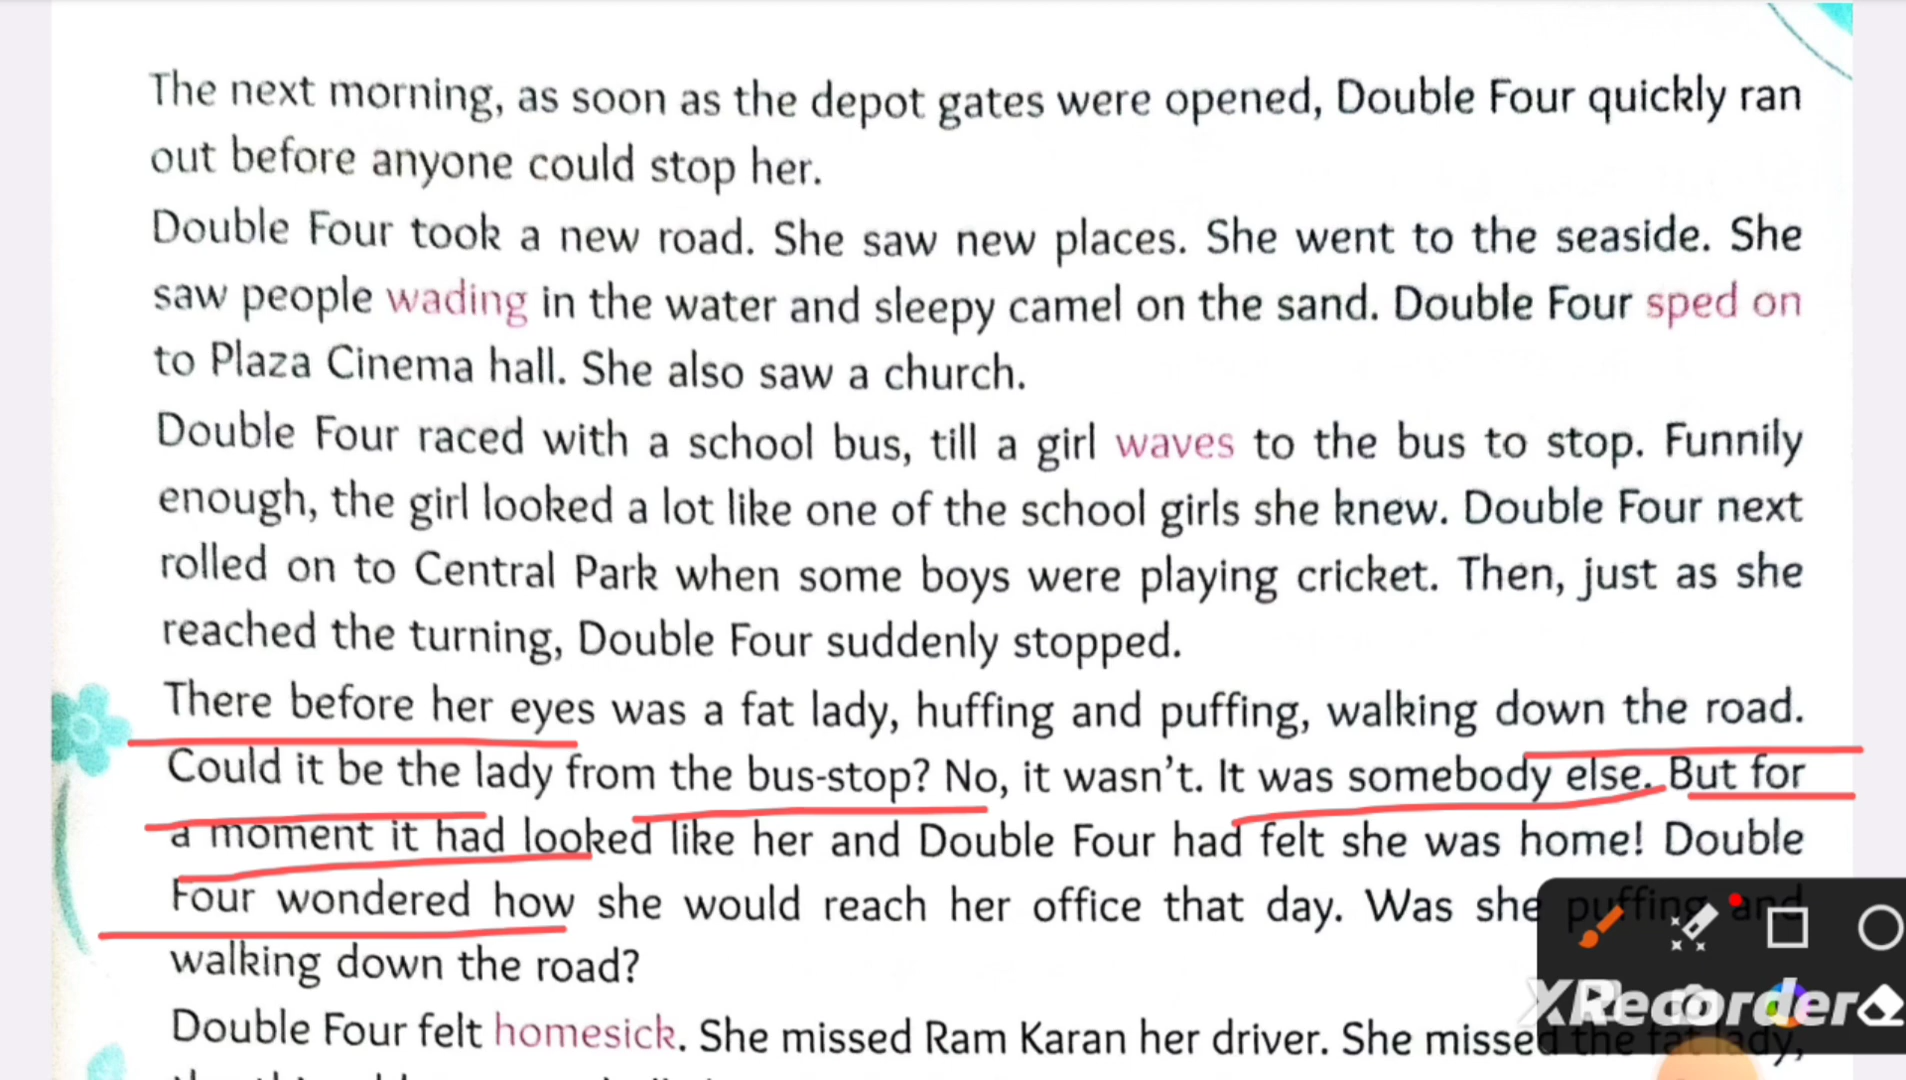 The next morning, as soon as the depot gates were opened, Double Four quickly ran
out before anyone could stop her.
Double Four took a new road. She saw new places. She went to the seaside. She
saw people wading in the water and sleepy camel on the sand. Double Four sped on
to Plaza Cinema hall. She also saw a church.
Double Four raced with a school bus, till a girl waves to the bus to stop. Funnily
enough, the girl looked a lot like one of the school girls she knew. Double Four next
rolled on to Central Park when some boys were playing cricket. Then, just as she
reached the turning, Double Four suddenly stopped.
There before her eyes was a fat lady, huffing and puffing, walking down the road.
Could it be the lady from the bus-stop? No, it wasn't. It was somebody else. But for
a moment it had looked like her and Double Four had felt she was home! Double
Four wondered how she would reach her office that day. Was she puffing and
walking down the road?
Double Four felt homesick. She missed Ram Karan her driver. She missed the fat lady,
XRecorder